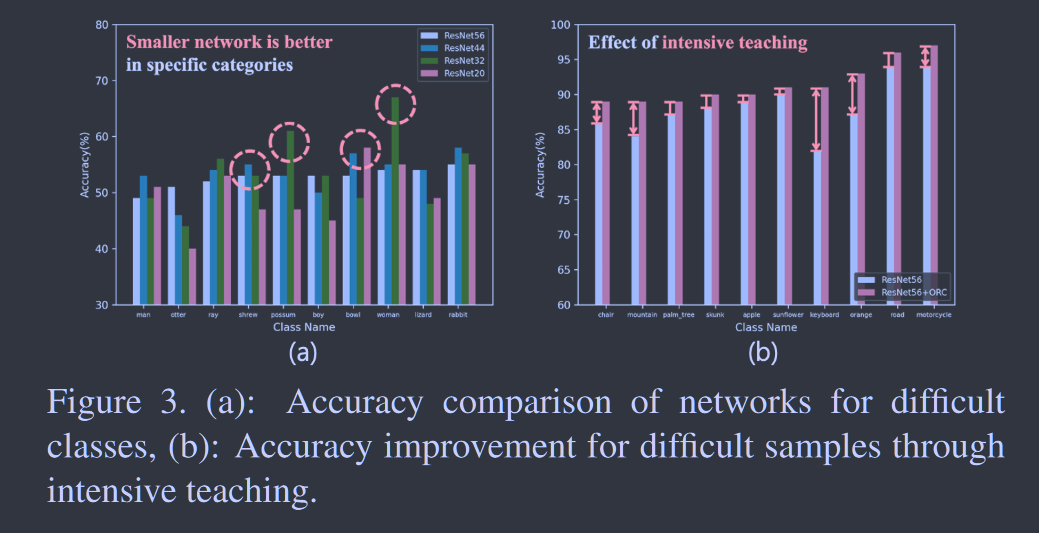 80
70
60
50
40
30
Accuracy(%)
Smaller network is better
in specific categories
ResNet56
ResNet44
ResNet32
ResNet20
man otter ray shrew possum boy bowl woman lizard rabbit
Class Name
(a)
100
95
90
85
80
75
70
65
60
Accuracy(%)
Effect of intensive teaching
ResNet56
ResNet56+ORC
chair mountain palm_tree skunk apple sunflower keyboard orange road motorcycle
Class Name
(b)
Figure 3. (a): Accuracy comparison of networks for difficult
classes, (b): Accuracy improvement for difficult samples through
intensive teaching.